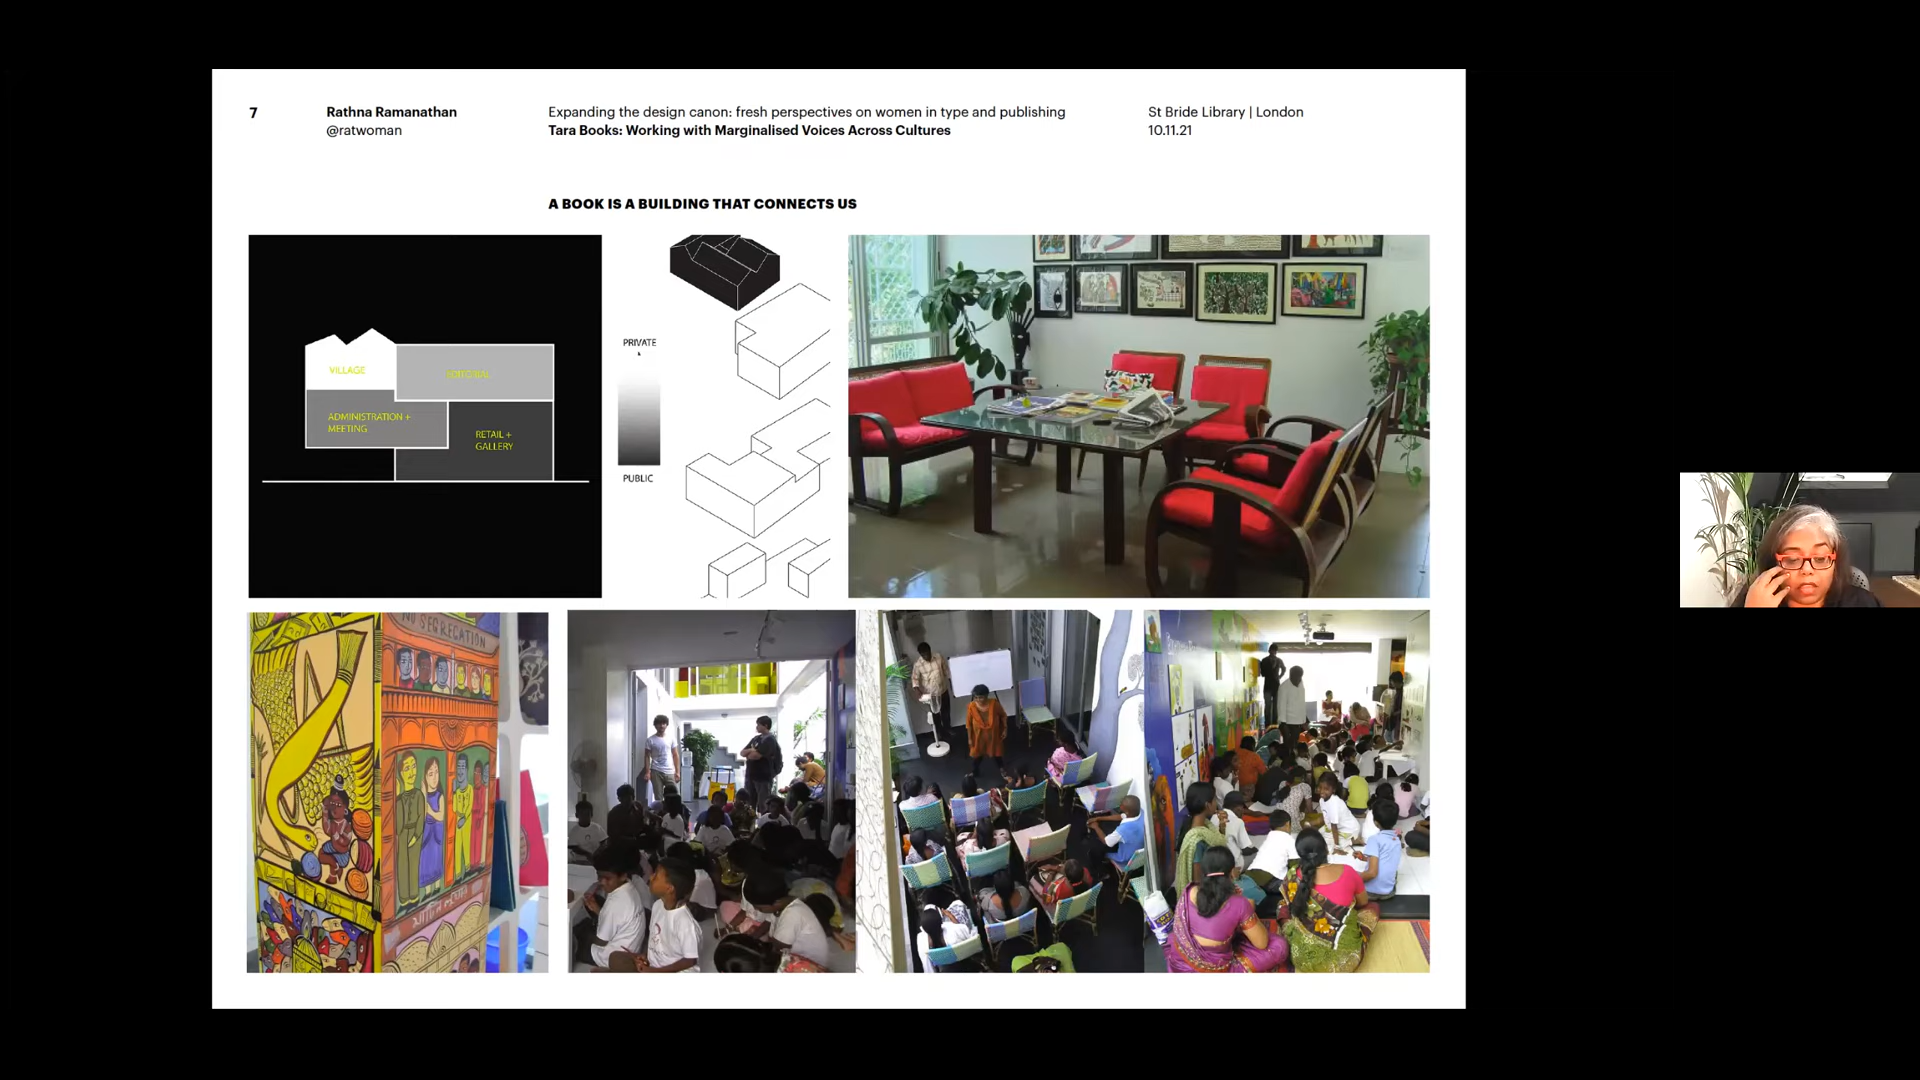 7
Rathna Ramanathan
@ratwoman
Expanding the design canon: fresh perspectives on women in type and publishing
Tara Books: Working with Marginalised Voices Across Cultures
St Bride Library | London
10.11.21
A BOOK IS A BUILDING THAT CONNECTS US
VILLAGE
EDITORIAL
ADMINISTRATION +
MEETING
RETAIL +
GALLERY
PRIVATE
PUBLIC
NO SEGREGATION